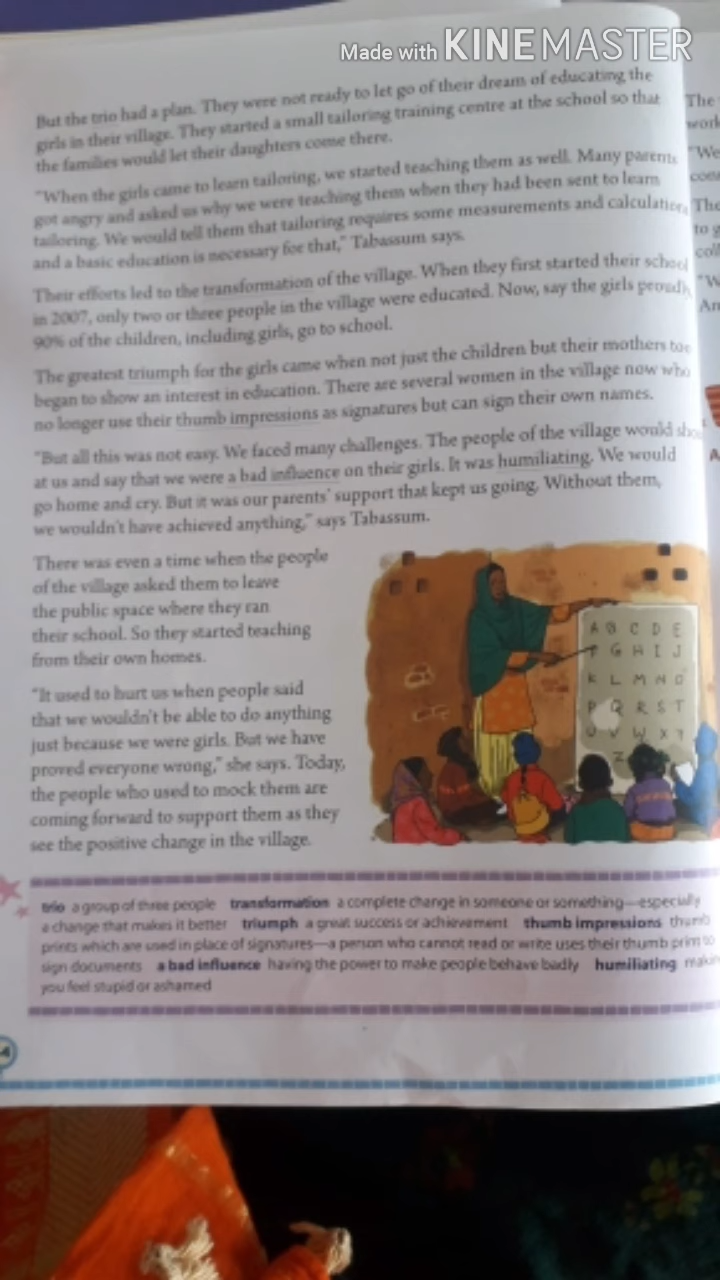 Made with KINEMASTER
But the trio had a plan. They were not ready to let go of their dream of educating the
girls in their village. They started a small tailoring training centre at the school so that
the families would let their daughters come there.
"When the girls came to learn tailoring, we started teaching them as well. Many parents
got angry and asked us why we were teaching them when they had been sent to learn
tailoring. We would tell them that tailoring requires some measurements and calculations
and a basic education is necessary for that," Tabassum says.
Their efforts led to the transformation of the village. When they first started their school
in 2007, only two or three people in the village were educated. Now, say the girls proudly,
90% of the children, including girls, go to school.
The greatest triumph for the girls came when not just the children but their mothers too
began to show an interest in education. There are several women in the village now who
no longer use their thumb impressions as signatures but can sign their own names.
"But all this was not easy. We faced many challenges. The people of the village would
at us and say that we were a bad influence on their girls. It was humiliating. We would
go home and cry. But it was our parents' support that kept us going. Without them,
we wouldn't have achieved anything," says Tabassum.
There was even a time when the people
of the village asked them to leave
the public space where they ran
their school. So they started teaching
from their own homes.
"It used to hurt us when people said
that we wouldn't be able to do anything
just because we were girls. But we have
proved everyone wrong," she says. Today,
the people who used to mock them are
coming forward to support them as they
see the positive change in the village.
A B C D E
F G H I J
K L M N O
P Q R S T
U V W X Y
Z
trio a group of three people transformation a complete change in someone or something—especially
a change that makes it better triumph a great success or achievement thumb impressions thumb
prints which are used in place of signatures—a person who cannot read or write uses their thumb print to
sign documents a bad influence having the power to make people behave badly humiliating making
you feel stupid or ashamed
The
"We
The
to
"W